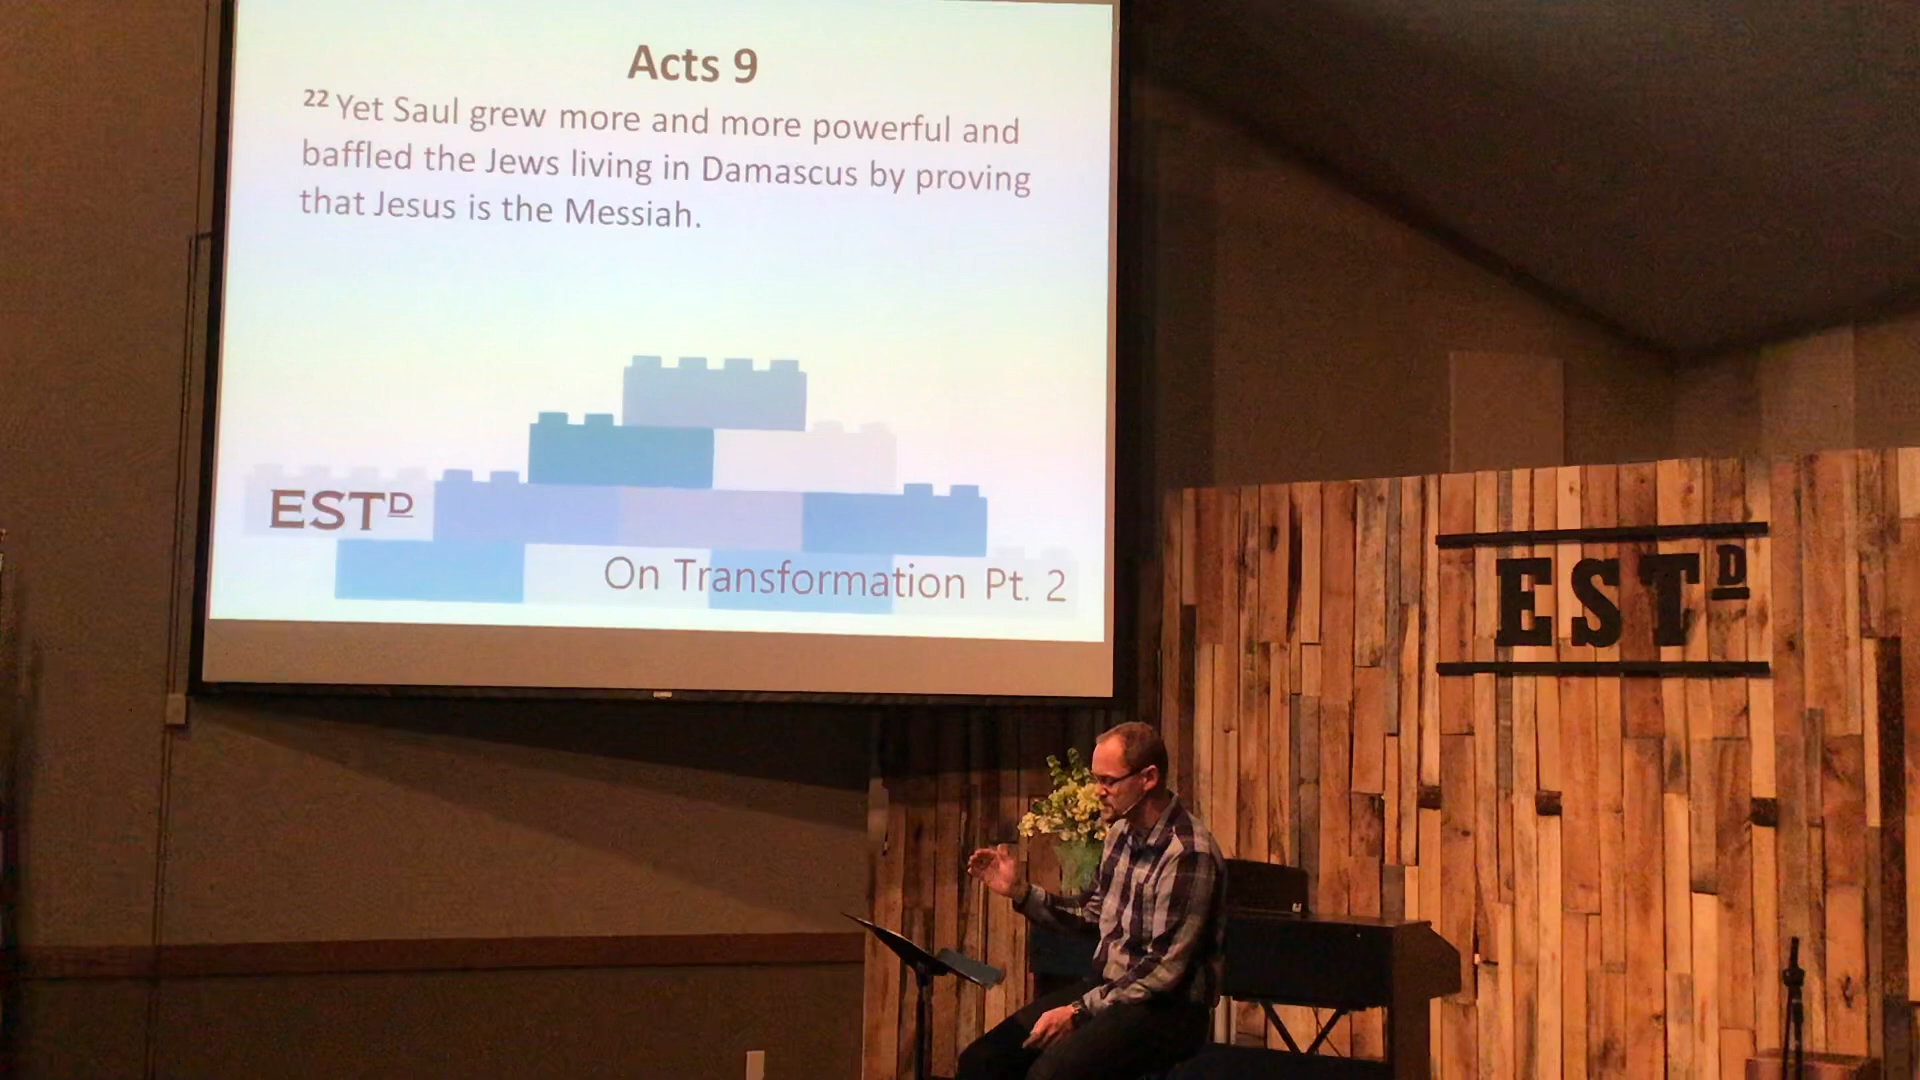 Acts 9
22 Yet Saul grew more and more powerful and
baffled the Jews living in Damascus by proving
that Jesus is the Messiah.
ESTD
On Transformation Pt. 2
ESTD